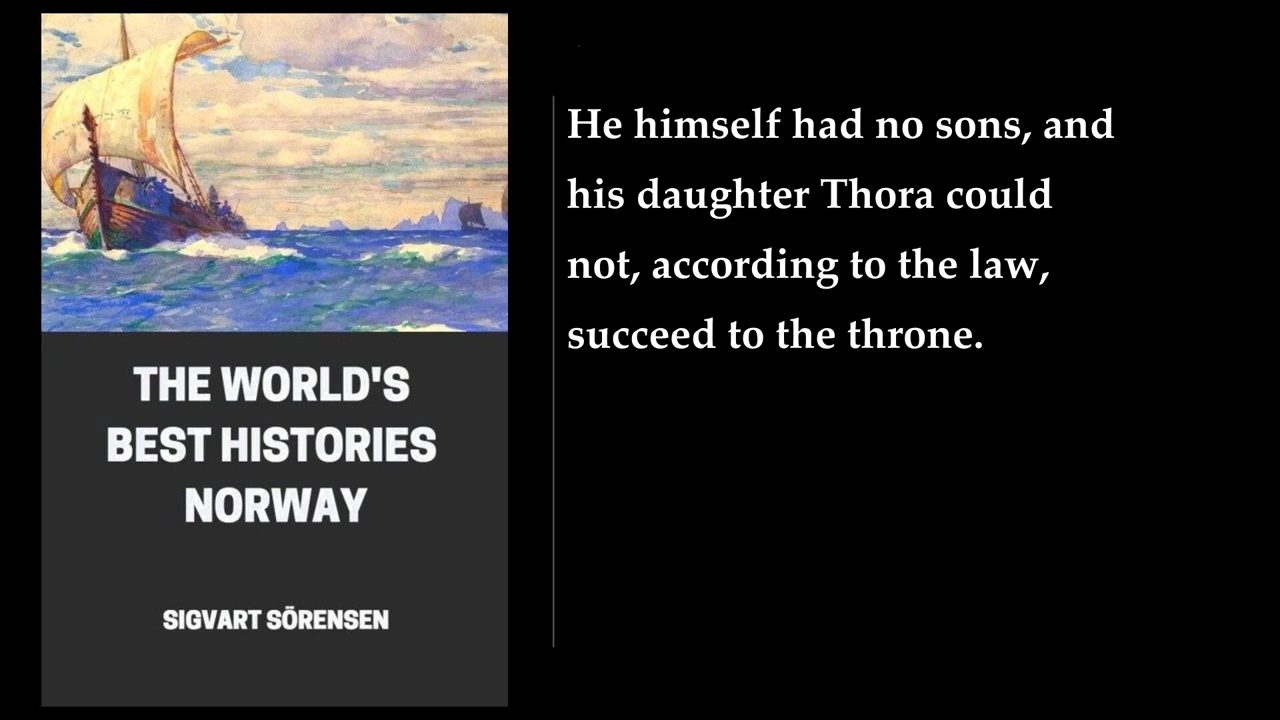 THE WORLD'S
BEST HISTORIES
NORWAY
SIGVART SÖRENSEN
He himself had no sons, and
his daughter Thora could
not, according to the law,
succeed to the throne.